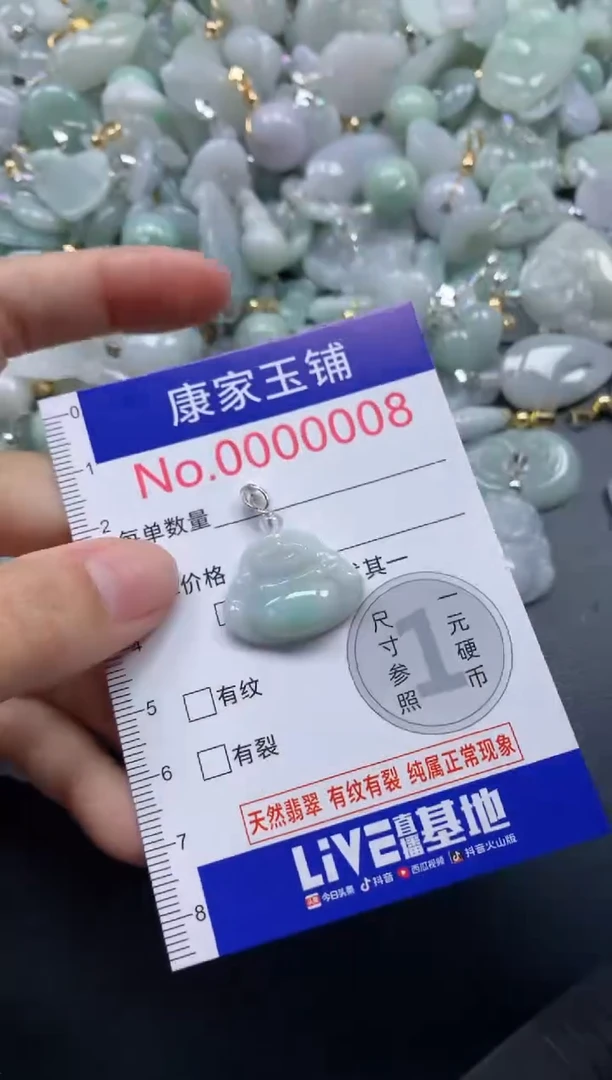 康家玉铺
No.0000008
每单数量
价格
其一
有纹
有裂
一元硬币
1
尺寸参照
天然翡翠 有纹有裂 纯属正常现象
LiVE直播基地
今日头条 抖音 西瓜视频 抖音火山版
0
1
2
4
5
6
7
8